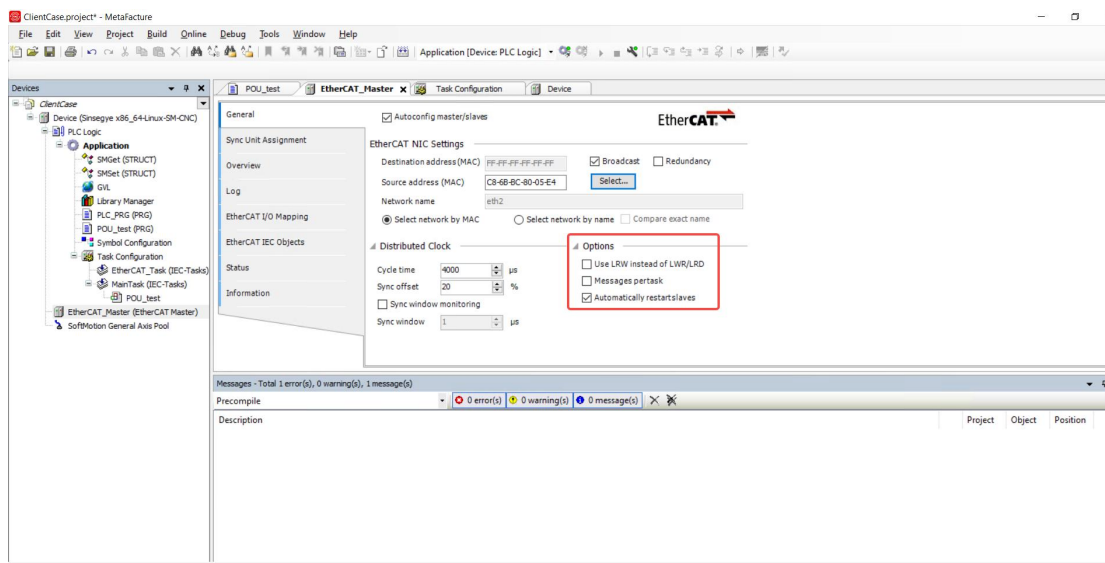 ClientCase.project* - MetaFacture
File Edit View Project Build Online Debug Tools Window Help
Application [Device: PLC Logic]
Devices
ClientCase
Device (Sinsegye x86_64-Linux-SM-CNC)
PLC Logic
Application
SMGet (STRUCT)
SMSet (STRUCT)
GVL
Library Manager
PLC_PRG (PRG)
POU_test (PRG)
Symbol Configuration
Task Configuration
EtherCAT_Task (IEC-Tasks)
MainTask (IEC-Tasks)
POU_test
EtherCAT_Master (EtherCAT Master)
SoftMotion General Axis Pool
POU_test EtherCAT_Master Task Configuration Device
General
Sync Unit Assignment
Overview
Log
EtherCAT I/O Mapping
EtherCAT IEC Objects
Status
Information
Autoconfig master/slaves
EtherCAT.
EtherCAT NIC Settings
Destination address(MAC) FF-FF-FF-FF-FF-FF Broadcast Redundancy
Source address (MAC) C8-6B-BC-80-05-E4 Select...
Network name eth2
Select network by MAC Select network by name Compare exact name
Distributed Clock
Cycle time 4000 µs
Sync offset 20 %
Sync window monitoring
Sync window 1 µs
Options
Use LRW instead of LWR/LRD
Messages pertask
Automatically restartslaves
Messages - Total 1 error(s), 0 warning(s), 1 message(s)
Precompile 0 error(s) 0 warning(s) 0 message(s)
Description Project Object Position